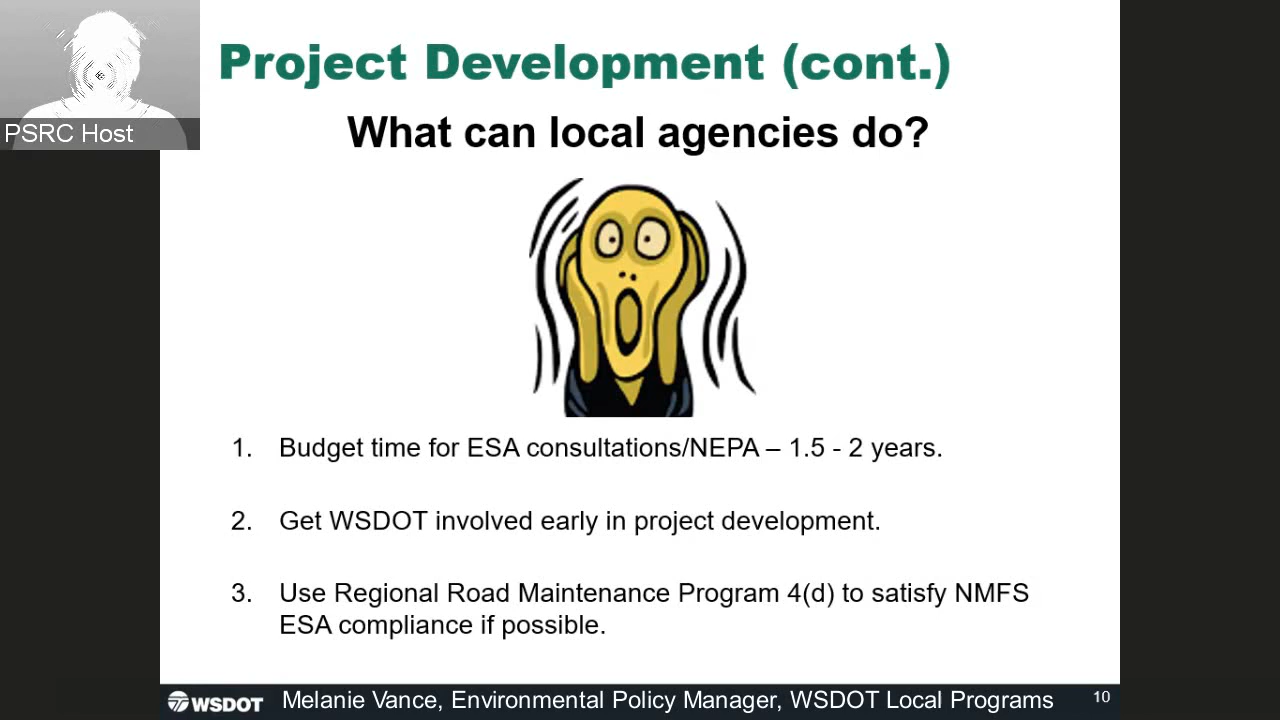 Project Development (cont.)
PSRC Host
What can local agencies do?
1. Budget time for ESA consultations/NEPA – 1.5 - 2 years.
2. Get WSDOT involved early in project development.
3. Use Regional Road Maintenance Program 4(d) to satisfy NMFS
ESA compliance if possible.
WSDOT Melanie Vance, Environmental Policy Manager, WSDOT Local Programs 10